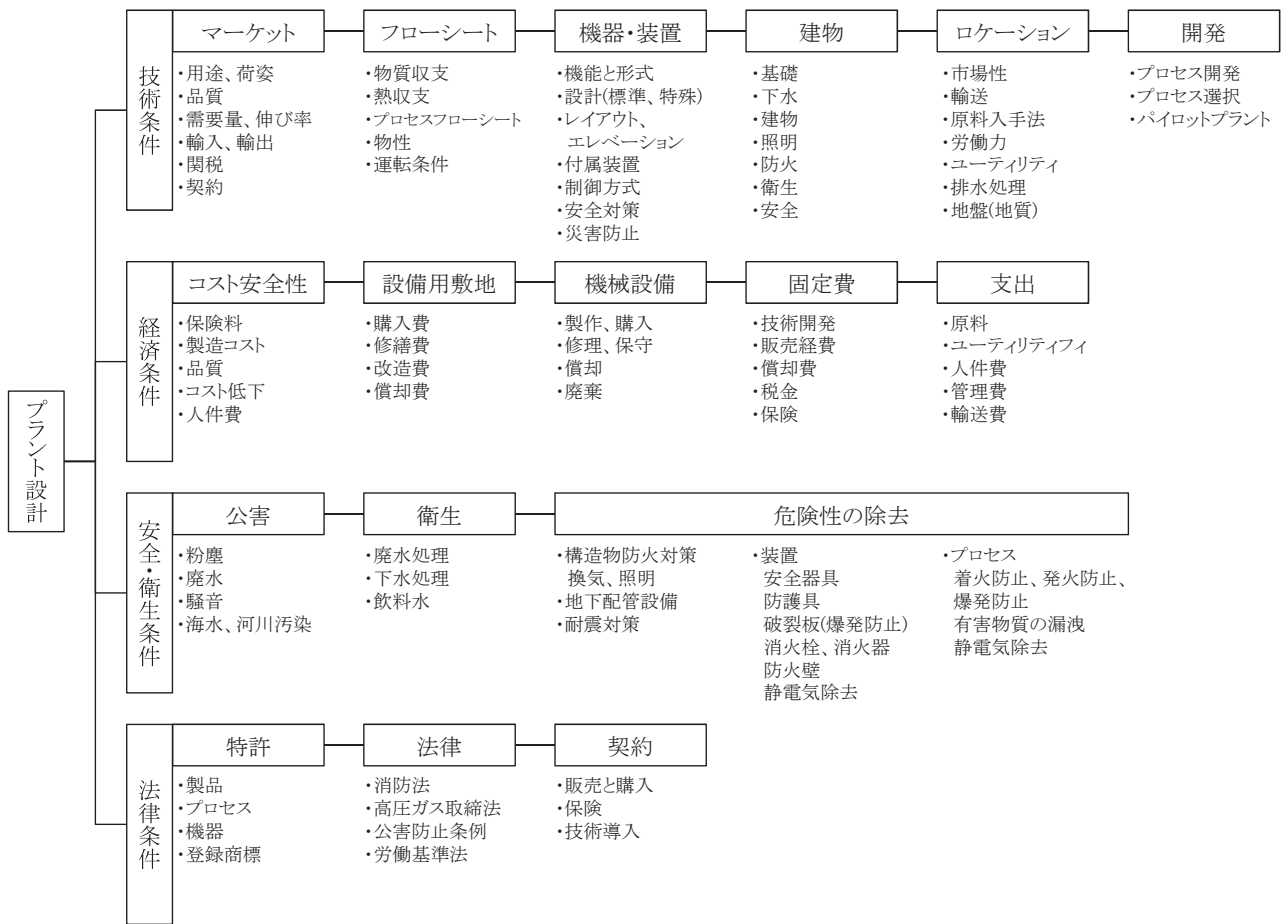 プラント設計
技術条件
マーケット
・用途、荷姿
・品質
・需要量、伸び率
・輸入、輸出
・関税
・契約
フローシート
・物質収支
・熱収支
・プロセスフローシート
・物性
・運転条件
機器・装置
・機能と形式
・設計(標準、特殊)
・レイアウト、
エレベーション
・付属装置
・制御方式
・安全対策
・災害防止
建物
・基礎
・下水
・建物
・照明
・防火
・衛生
・安全
ロケーション
・市場性
・輸送
・原料入手法
・労働力
・ユーティリティ
・排水処理
・地盤(地質)
開発
・プロセス開発
・プロセス選択
・パイロットプラント
経済条件
コスト安全性
・保険料
・製造コスト
・品質
・コスト低下
・人件費
設備用敷地
・購入費
・修繕費
・改造費
・償却費
機械設備
・製作、購入
・修理、保守
・償却
・廃棄
固定費
・技術開発
・販売経費
・償却費
・税金
・保険
支出
・原料
・ユーティリティフィ
・人件費
・管理費
・輸送費
安全・衛生条件
公害
・粉塵
・廃水
・騒音
・海水、河川汚染
衛生
・廃水処理
・下水処理
・飲料水
危険性の除去
・構造物防火対策
換気、照明
・地下配管設備
・耐震対策
・装置
安全器具
防護具
破裂板(爆発防止)
消火栓、消火器
防火壁
静電気除去
・プロセス
着火防止、発火防止、
爆発防止
有害物質の漏洩
静電気除去
法律条件
特許
・製品
・プロセス
・機器
・登録商標
法律
・消防法
・高圧ガス取締法
・公害防止条例
・労働基準法
契約
・販売と購入
・保険
・技術導入